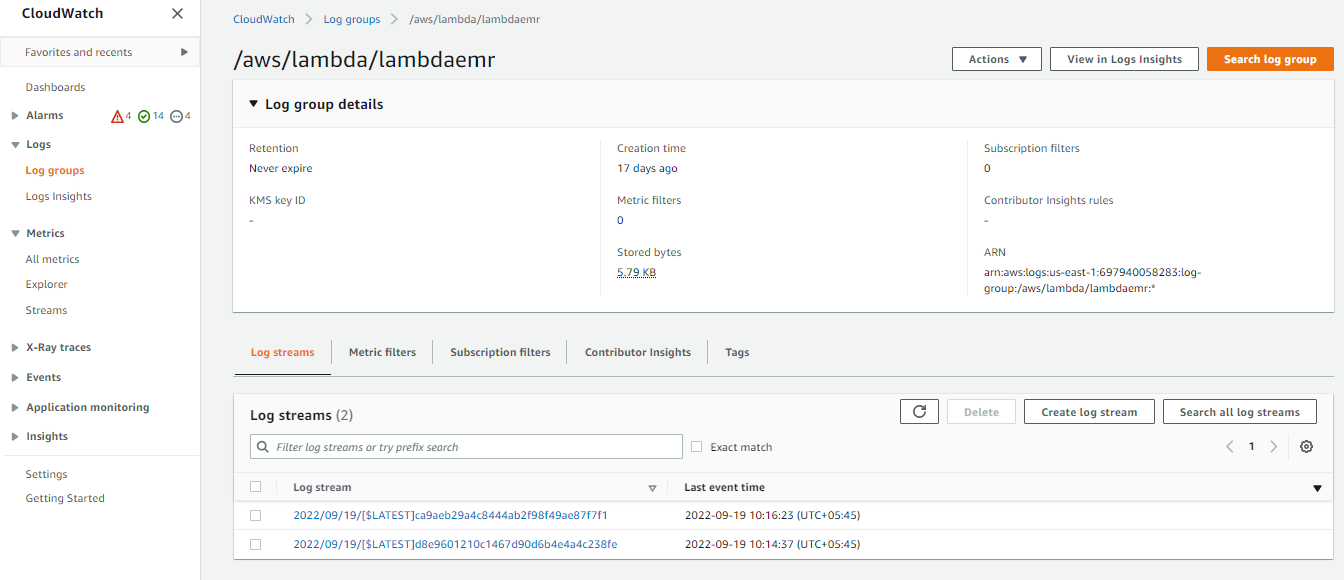 CloudWatch
Favorites and recents
Dashboards
Alarms 4 14 4
Logs
Log groups
Logs Insights
Metrics
All metrics
Explorer
Streams
X-Ray traces
Events
Application monitoring
Insights
Settings
Getting Started
CloudWatch Log groups /aws/lambda/lambdaemr
/aws/lambda/lambdaemr
Actions View in Logs Insights Search log group
Log group details
Retention
Never expire
KMS key ID
-
Creation time
17 days ago
Metric filters
0
Stored bytes
5.79 KB
Subscription filters
0
Contributor Insights rules
-
ARN
arn:aws:logs:us-east-1:697940058283:log-
group:/aws/lambda/lambdaemr:*
Log streams Metric filters Subscription filters Contributor Insights Tags
Log streams (2)
Delete Create log stream Search all log streams
Filter log streams or try prefix search Exact match 1
Log stream Last event time
2022/09/19/[$LATEST]ca9aeb29a4c8444ab2f98f49ae87f7f1 2022-09-19 10:16:23 (UTC+05:45)
2022/09/19/[$LATEST]d8e9601210c1467d90d6b4e4a4c238fe 2022-09-19 10:14:37 (UTC+05:45)